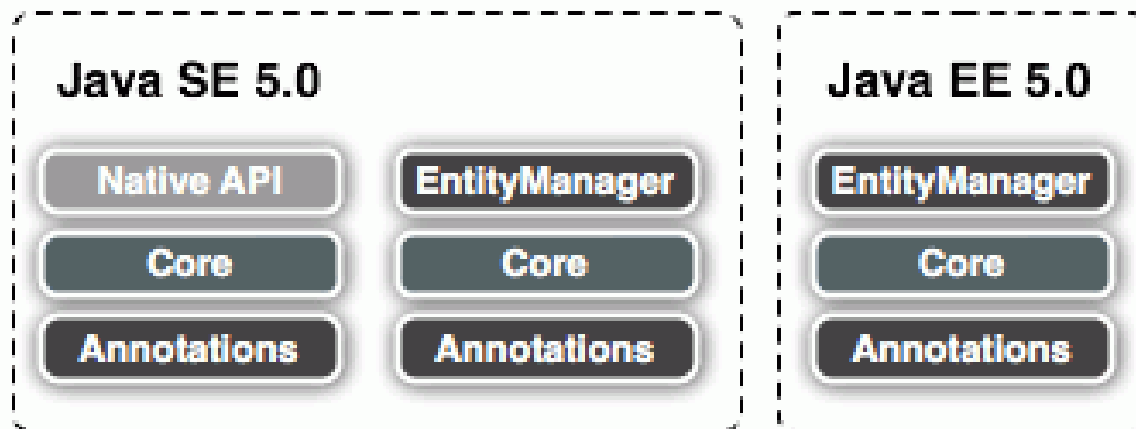 Java SE 5.0
Native API
Core
Annotations
EntityManager
Core
Annotations
Java EE 5.0
EntityManager
Core
Annotations